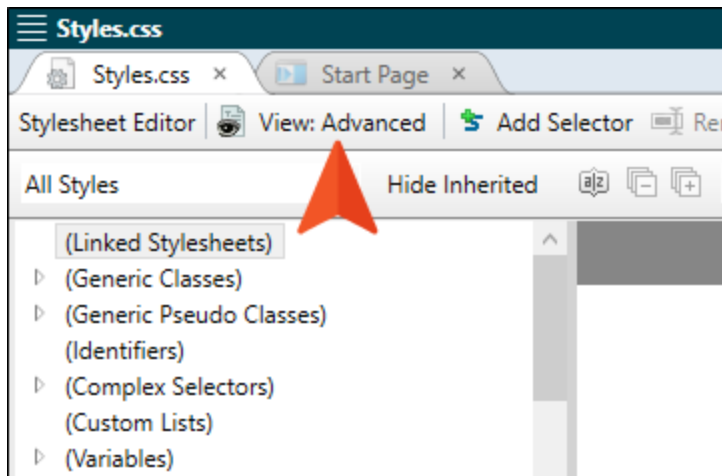 Styles.css
Styles.css × Start Page ×
Stylesheet Editor View: Advanced Add Selector
All Styles Hide Inherited a z
(Linked Stylesheets)
(Generic Classes)
(Generic Pseudo Classes)
(Identifiers)
(Complex Selectors)
(Custom Lists)
(Variables)